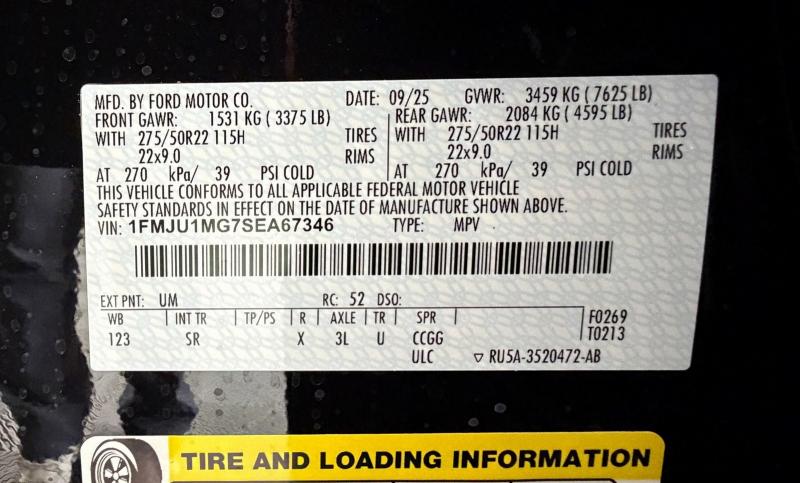 MFD. BY FORD MOTOR CO. DATE: 09/25 GVWR: 3459 KG ( 7625 LB)
FRONT GAWR: 1531 KG ( 3375 LB) REAR GAWR: 2084 KG ( 4595 LB)
WITH 275/50R22 115H TIRES WITH 275/50R22 115H TIRES
22x9.0 RIMS 22x9.0 RIMS
AT 270 kPa/ 39 PSI COLD AT 270 kPa/ 39 PSI COLD
THIS VEHICLE CONFORMS TO ALL APPLICABLE FEDERAL MOTOR VEHICLE
SAFETY STANDARDS IN EFFECT ON THE DATE OF MANUFACTURE SHOWN ABOVE.
VIN: 1FMJU1MG7SEA67346 TYPE: MPV
EXT PNT: UM RC: 52 DSO:
WB INT TR TP/PS R AXLE TR SPR F0269
123 SR X 3L U CCGG T0213
ULC ▽ RU5A-3520472-AB
TIRE AND LOADING INFORMATION